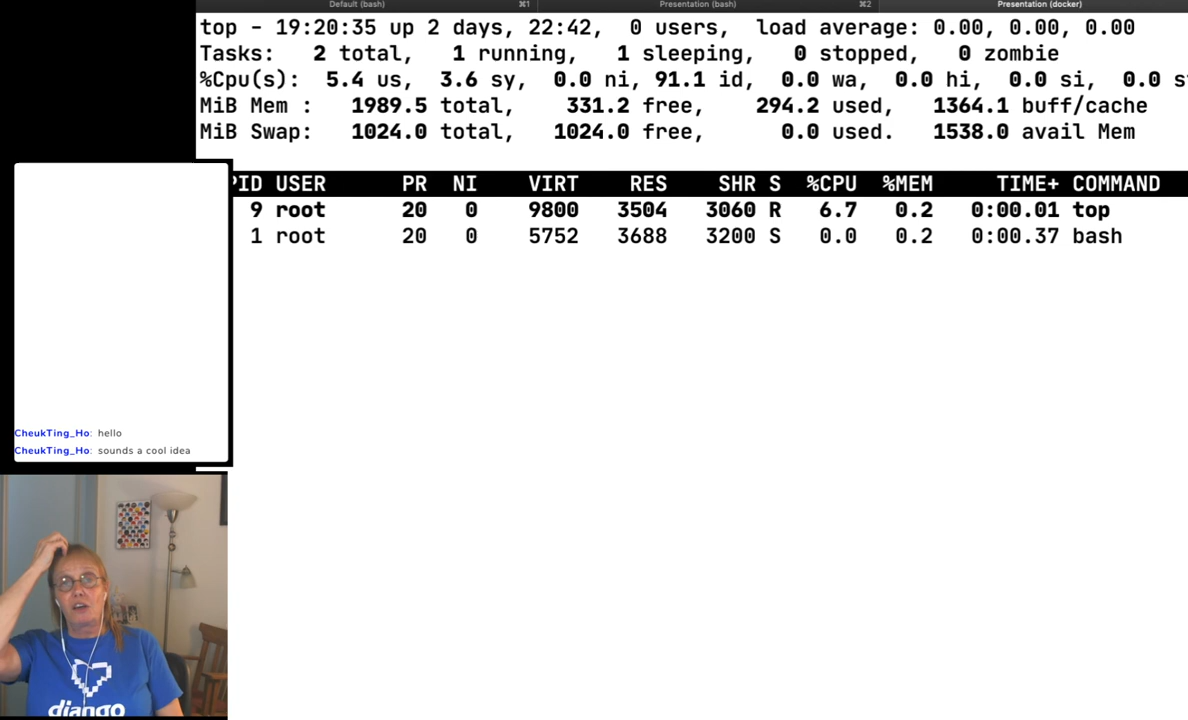 Default (bash) ⌘1 Presentation (bash) ⌘2 Presentation (docker)
top - 19:20:35 up 2 days, 22:42, 0 users, load average: 0.00, 0.00, 0.00
Tasks: 2 total, 1 running, 1 sleeping, 0 stopped, 0 zombie
%Cpu(s): 5.4 us, 3.6 sy, 0.0 ni, 91.1 id, 0.0 wa, 0.0 hi, 0.0 si, 0.0 s
MiB Mem : 1989.5 total, 331.2 free, 294.2 used, 1364.1 buff/cache
MiB Swap: 1024.0 total, 1024.0 free, 0.0 used. 1538.0 avail Mem
PID USER PR NI VIRT RES SHR S %CPU %MEM TIME+ COMMAND
9 root 20 0 9800 3504 3060 R 6.7 0.2 0:00.01 top
1 root 20 0 5752 3688 3200 S 0.0 0.2 0:00.37 bash
CheukTing_Ho: hello
CheukTing_Ho: sounds a cool idea
django